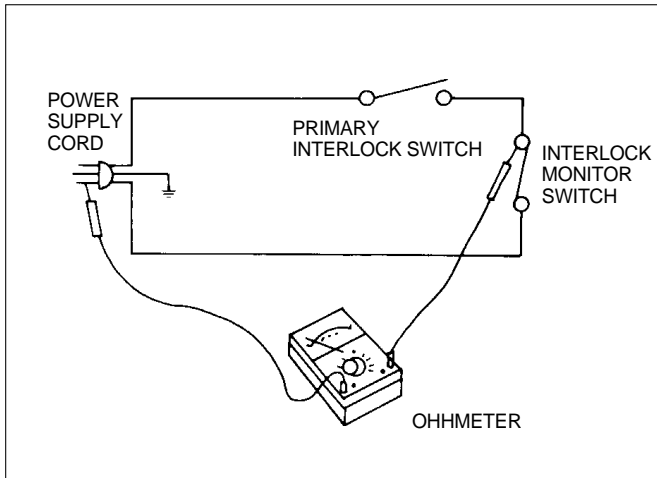 POWER
SUPPLY
CORD
PRIMARY
INTERLOCK SWITCH
INTERLOCK
MONITOR
SWITCH
OHHMETER